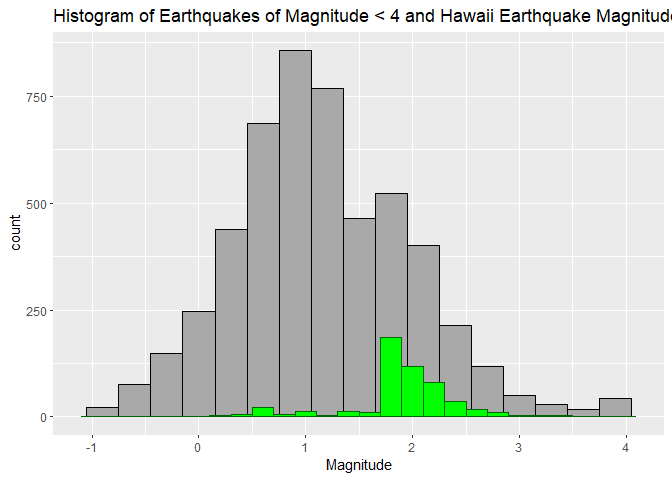 Histogram of Earthquakes of Magnitude < 4 and Hawaii Earthquake Magnitude
750
500
250
0
count
-1 0 1 2 3 4
Magnitude